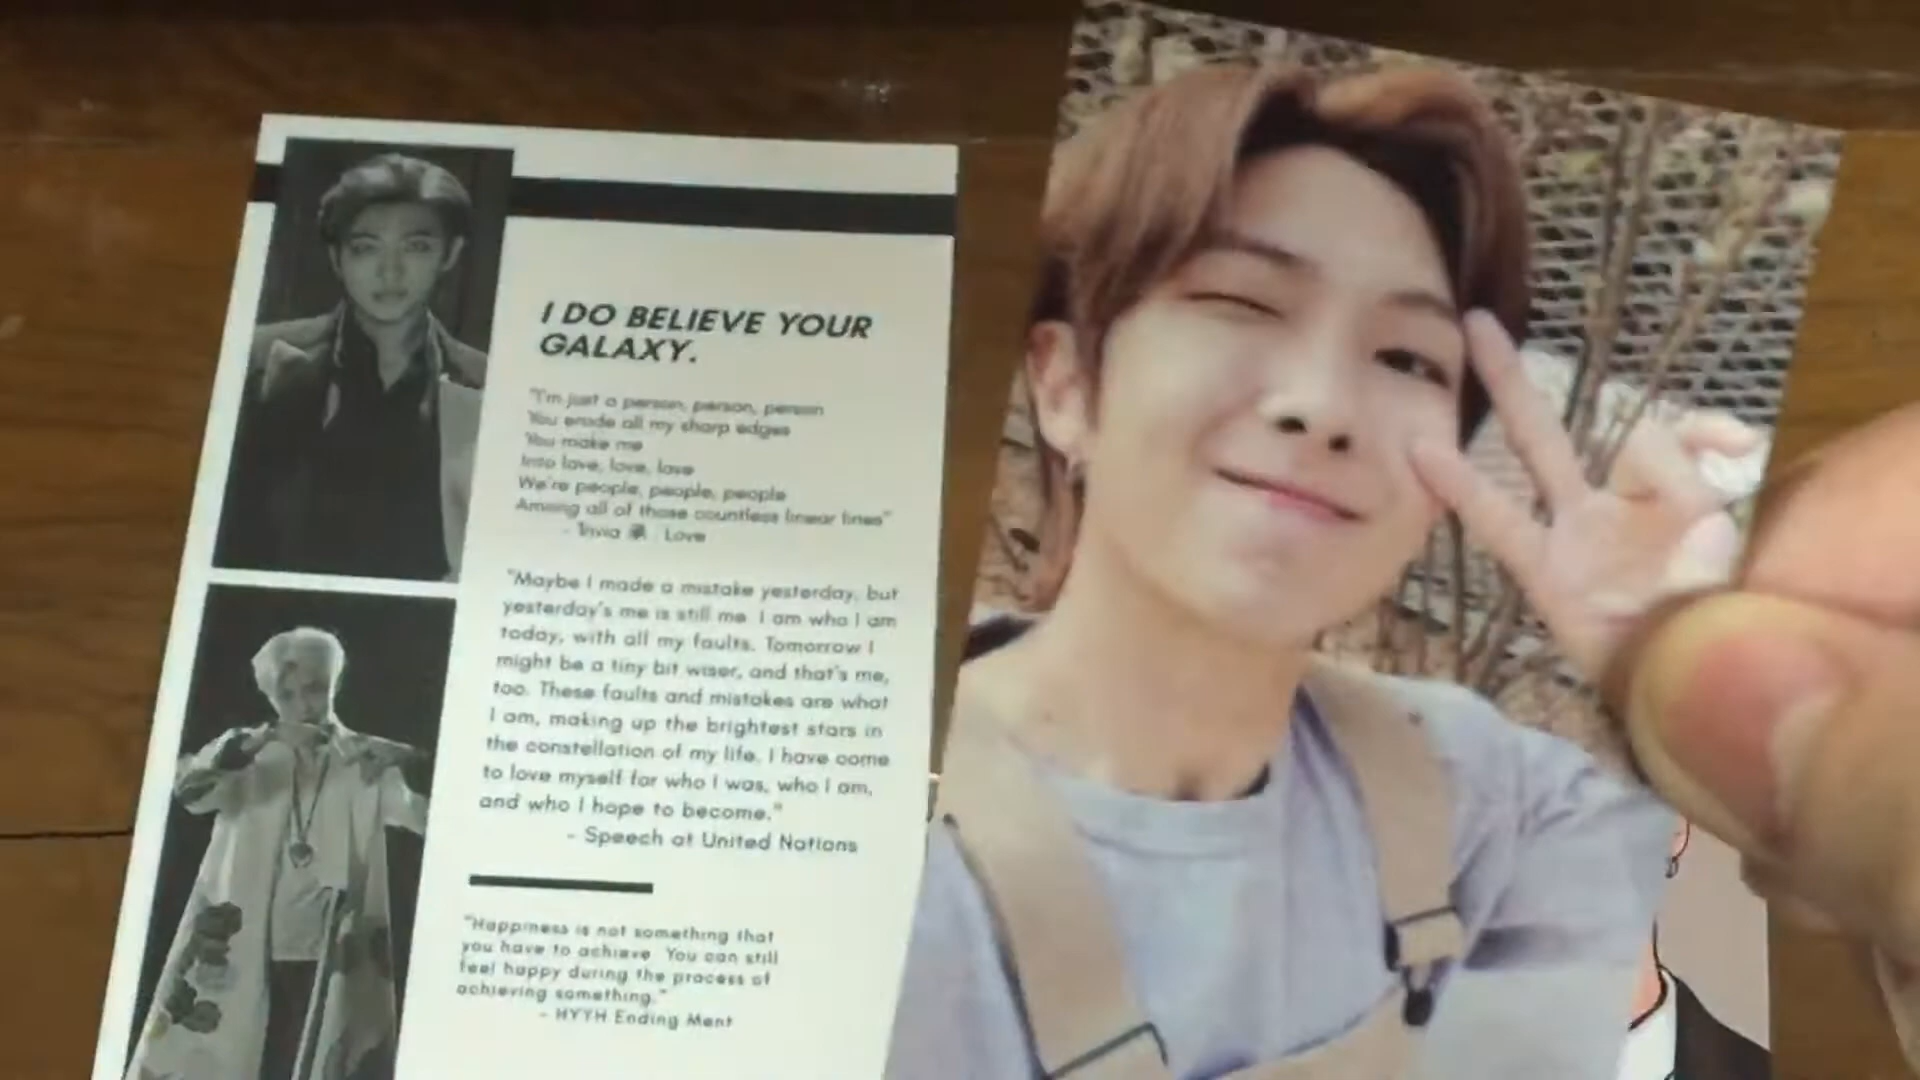 I DO BELIEVE YOUR
GALAXY.
"I'm just a person, person, person
You erode all my sharp edges
You make me
Into love, love, love
We're people, people, people
Among all of those countless linear lines"
- Trivia 承 : Love
"Maybe I made a mistake yesterday, but
yesterday's me is still me. I am who I am
today, with all my faults. Tomorrow I
might be a tiny bit wiser, and that's me,
too. These faults and mistakes are what
I am, making up the brightest stars in
the constellation of my life. I have come
to love myself for who I was, who I am,
and who I hope to become."
- Speech at United Nations
"Happiness is not something that
you have to achieve. You can still
feel happy during the process of
achieving something."
- HYYH Ending Ment